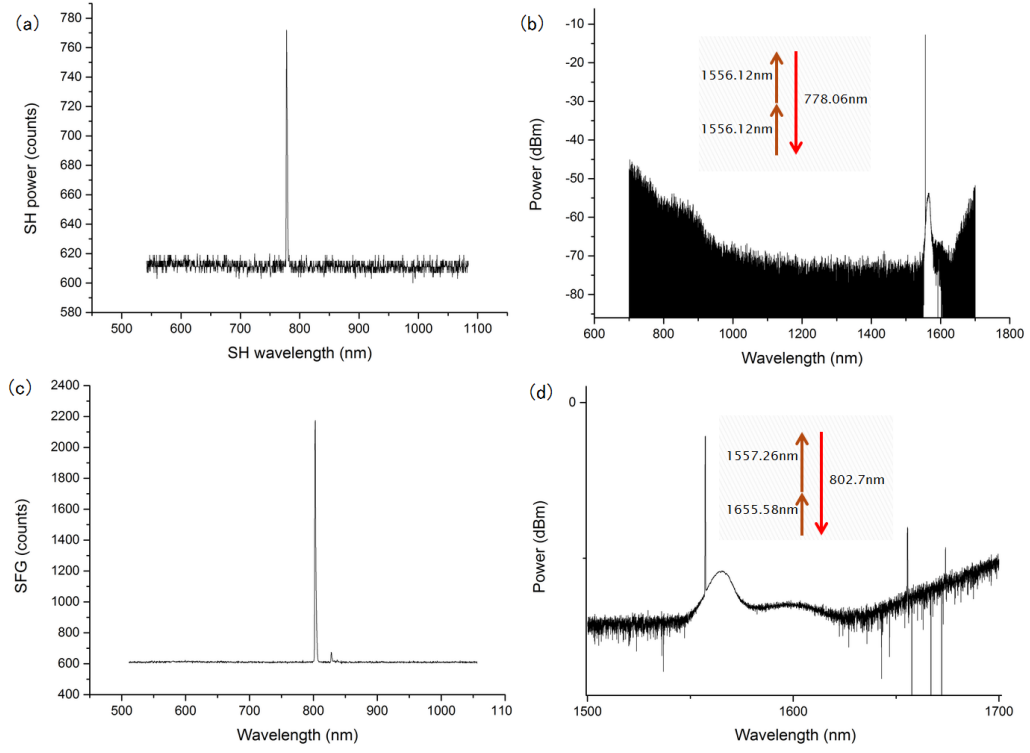 (a)
780
760
740
720
700
680
660
640
620
600
580
SH power (counts)
500 600 700 800 900 1000 1100
SH wavelength (nm)
(b)
-10
-20
-30
-40
-50
-60
-70
-80
Power (dBm)
1556.12nm
1556.12nm
778.06nm
600 800 1000 1200 1400 1600 1800
Wavelength (nm)
(c)
2400
2200
2000
1800
1600
1400
1200
1000
800
600
400
SFG (counts)
500 600 700 800 900 1000 1100
Wavelength (nm)
(d)
0
Power (dBm)
1557.26nm
1655.58nm
802.7nm
1500 1600 1700
Wavelength (nm)